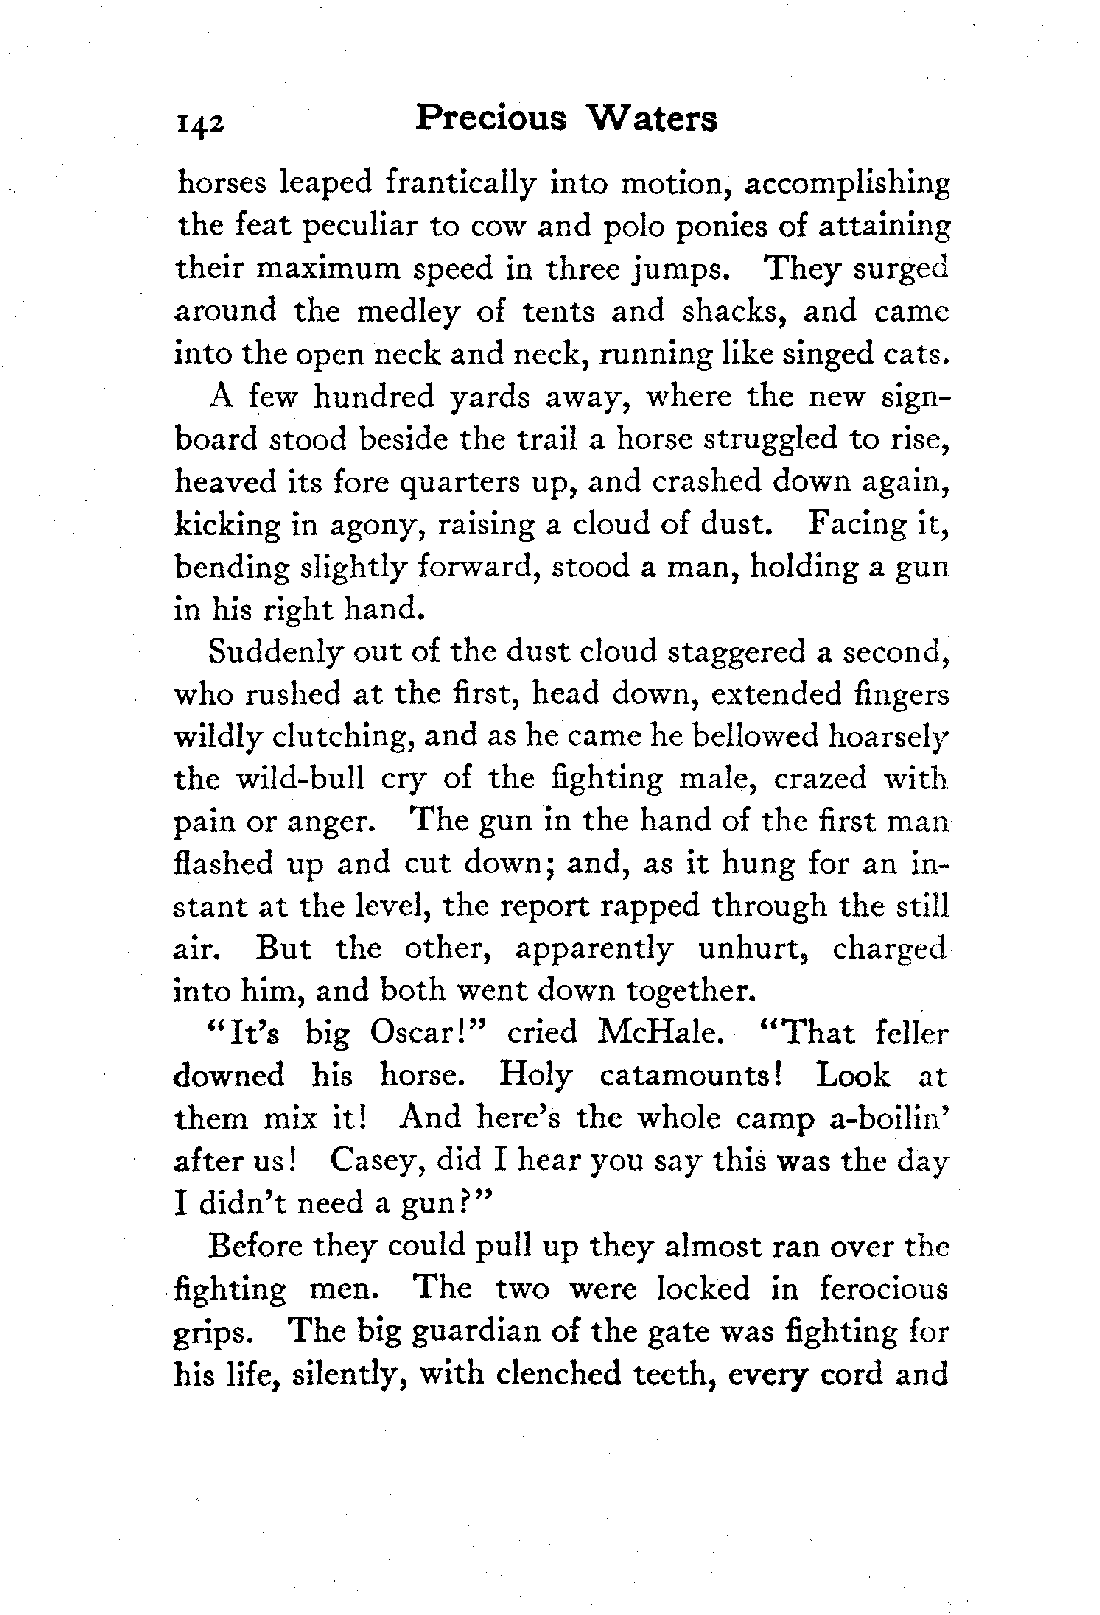 142 Precious Waters
horses leaped frantically into motion, accomplishing
the feat peculiar to cow and polo ponies of attaining
their maximum speed in three jumps. They surged
around the medley of tents and shacks, and came
into the open neck and neck, running like singed cats.
A few hundred yards away, where the new sign-
board stood beside the trail a horse struggled to rise,
heaved its fore quarters up, and crashed down again,
kicking in agony, raising a cloud of dust. Facing it,
bending slightly forward, stood a man, holding a gun
in his right hand.
Suddenly out of the dust cloud staggered a second,
who rushed at the first, head down, extended fingers
wildly clutching, and as he came he bellowed hoarsely
the wild-bull cry of the fighting male, crazed with
pain or anger. The gun in the hand of the first man
flashed up and cut down; and, as it hung for an in-
stant at the level, the report rapped through the still
air. But the other, apparently unhurt, charged
into him, and both went down together.
"It's big Oscar!" cried McHale. "That feller
downed his horse. Holy catamounts! Look at
them mix it! And here's the whole camp a-boilin'
after us! Casey, did I hear you say this was the day
I didn't need a gun?"
Before they could pull up they almost ran over the
fighting men. The two were locked in ferocious
grips. The big guardian of the gate was fighting for
his life, silently, with clenched teeth, every cord and